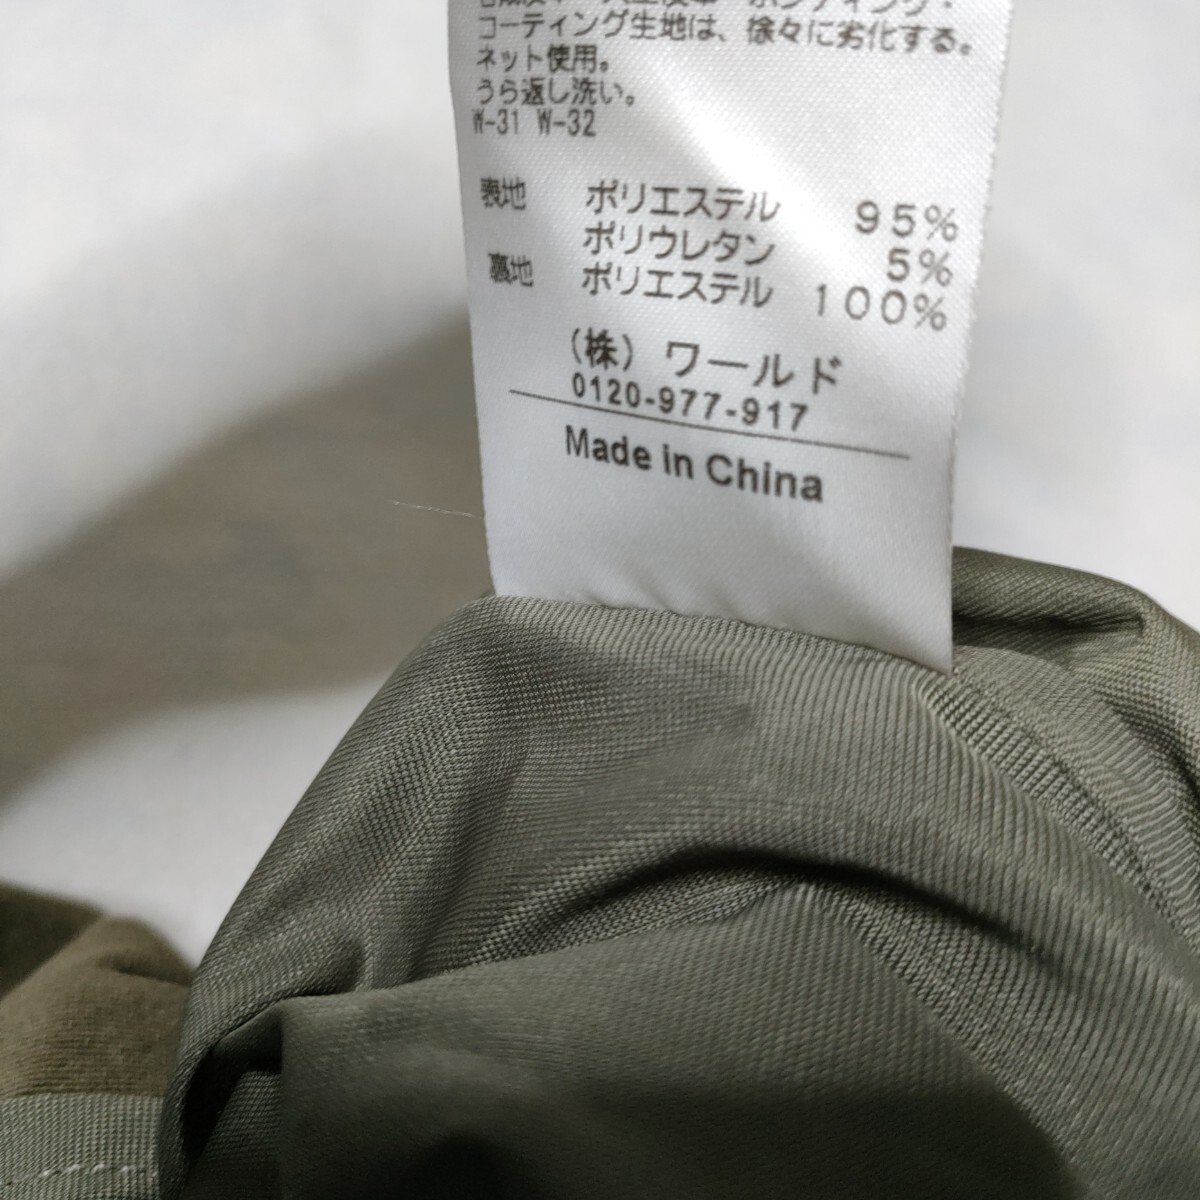 コーティング生地は、徐々に劣化する。
ネット使用。
うら返し洗い。
W-31 W-32
表地 ポリエステル 95%
ポリウレタン 5%
裏地 ポリエステル 100%
(株) ワールド
0120-977-917
Made in China